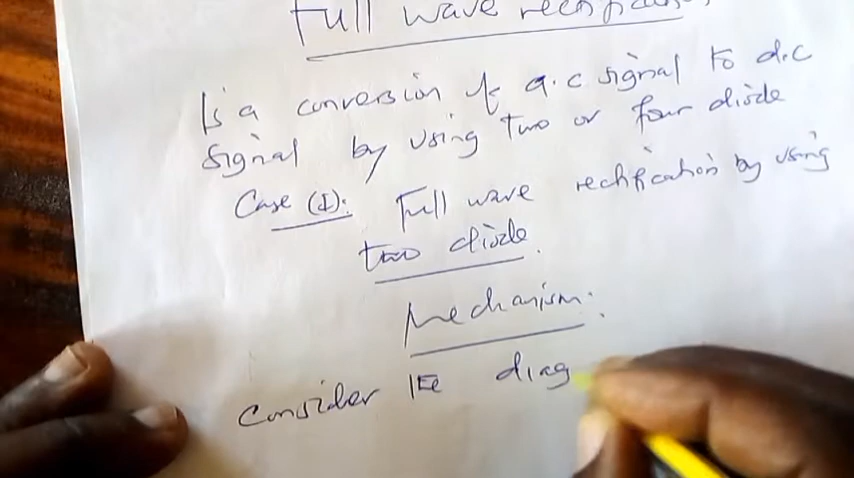 Full wave rectification
Is a conversion of a.c signal to d.c
signal by using two or four diode
Case (I): Full wave rectification by using
two diode.
Mechanism:
Consider the diag